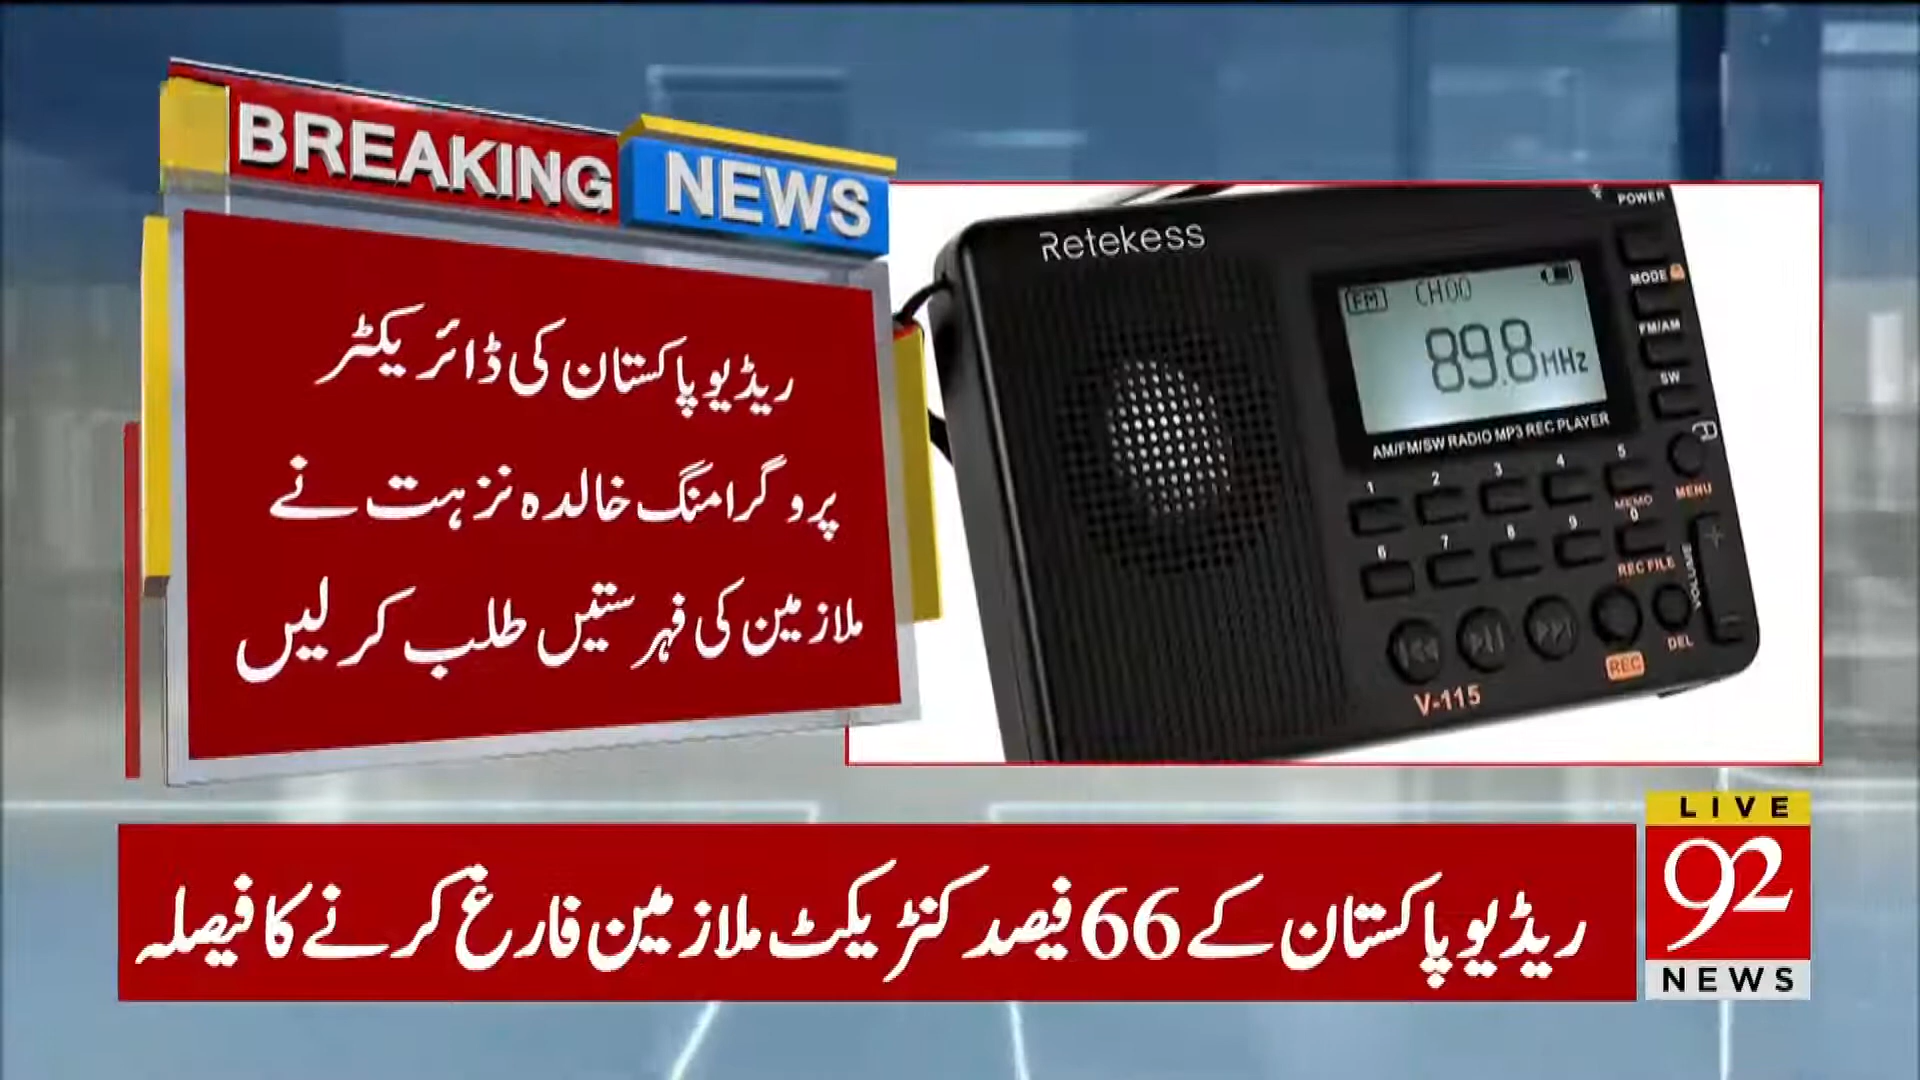 BREAKING NEWS
ریڈیو پاکستان کی ڈائریکٹر
پروگرامنگ خالدہ نزہت نے
ملازمین کی فہرستیں طلب کر لیں
Retekess
POWER
FM CH00
89.8MHz
MODE
FM/AM
SW
AM/FM/SW RADIO MP3 REC PLAYER
1 2 3 4 5
MENU
MEMO
6 7 8 9 0
REC FILE
VOLUME
REC
DEL
V-115
LIVE
92
NEWS
ریڈیو پاکستان کے 66 فیصد کنٹریکٹ ملازمین فارغ کرنے کا فیصلہ